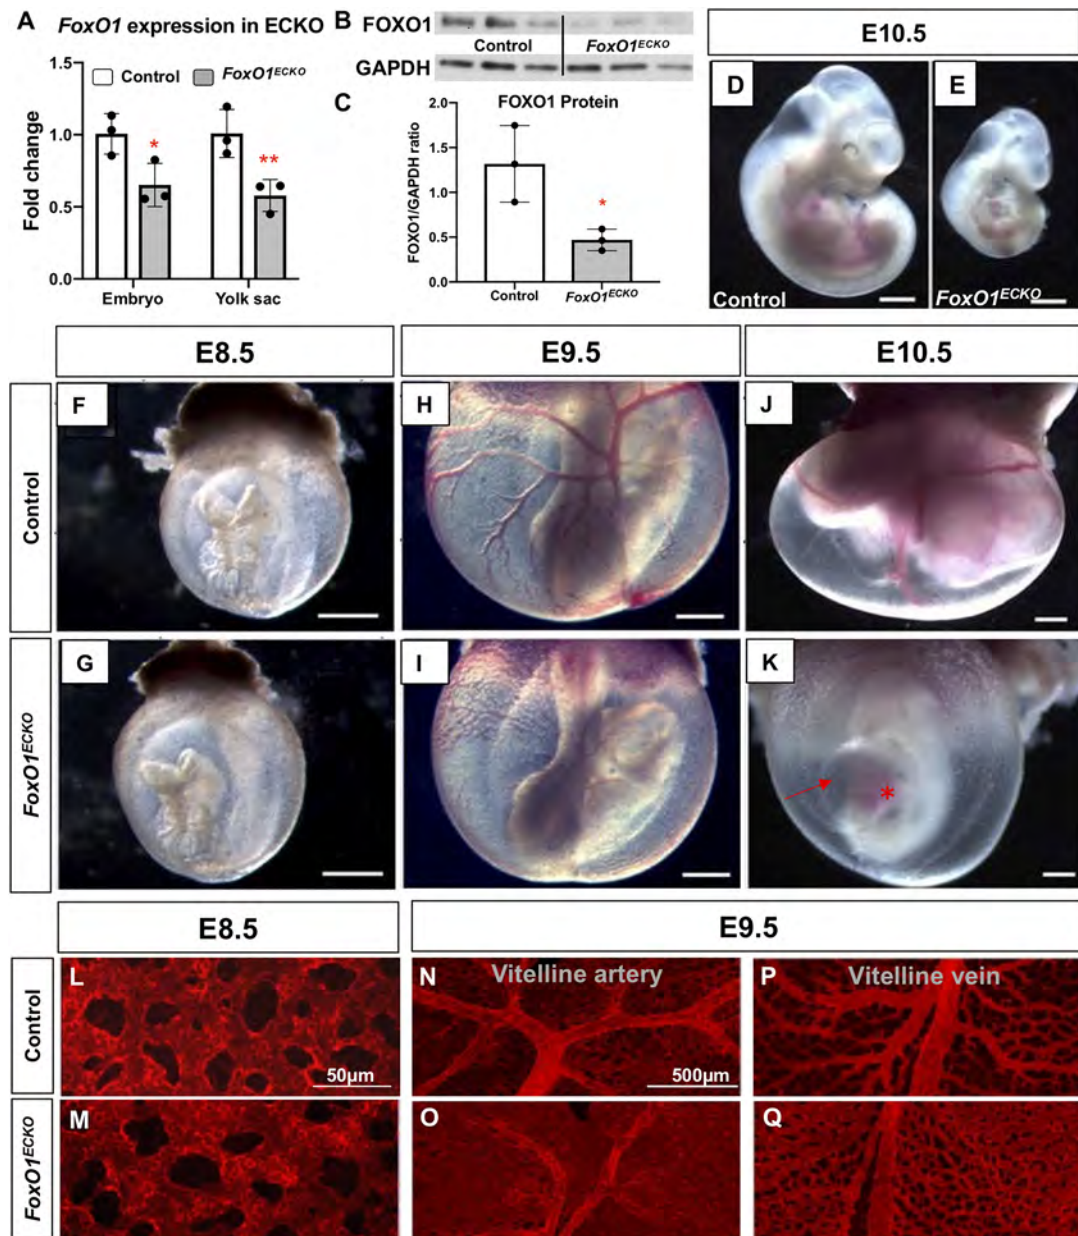 A FoxO1 expression in ECKO
Control FoxO1ECKO
Fold change
1.5
1.0
0.5
0.0
* **
Embryo Yolk sac
B FOXO1
Control FoxO1ECKO
GAPDH
C FOXO1 Protein
FOXO1/GAPDH ratio
2.0
1.5
1.0
0.5
0.0
*
Control FoxO1ECKO
E10.5
D E
Control FoxO1ECKO
E8.5 E9.5 E10.5
Control
F H J
FoxO1ECKO
G I K
*
E8.5 E9.5
Control
L N Vitelline artery P Vitelline vein
50µm 500µm
FoxO1ECKO
M O Q